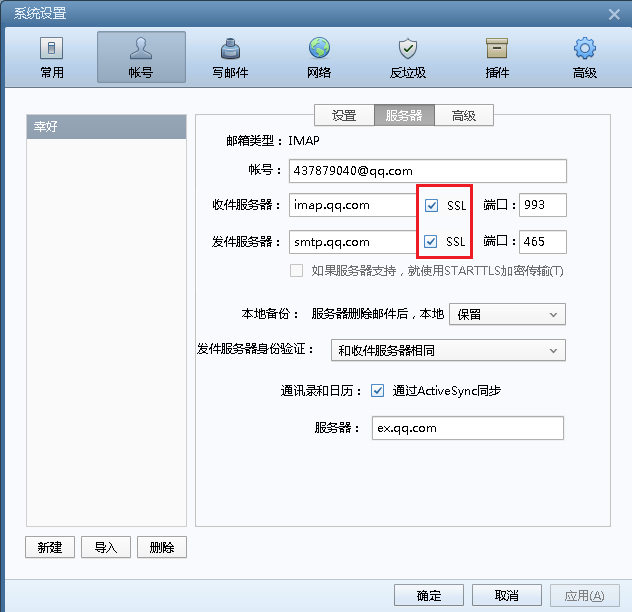 系统设置
常用 帐号 写邮件 网络 反垃圾 插件 高级
幸好
设置 服务器 高级
邮箱类型： IMAP
帐号： 437879040@qq.com
收件服务器： imap.qq.com SSL 端口： 993
发件服务器： smtp.qq.com SSL 端口： 465
如果服务器支持，就使用STARTTLS加密传输(T)
本地备份： 服务器删除邮件后，本地 保留
发件服务器身份验证： 和收件服务器相同
通讯录和日历： 通过ActiveSync同步
服务器： ex.qq.com
新建 导入 删除
确定 取消 应用(A)